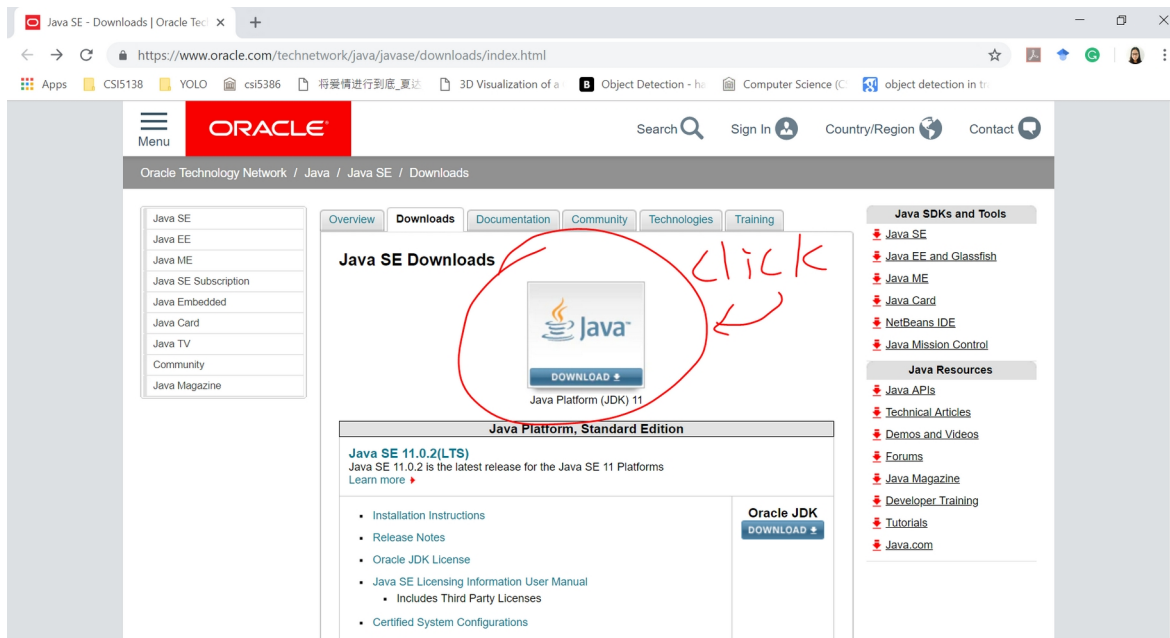 Java SE - Downloads | Oracle Tec
https://www.oracle.com/technetwork/java/javase/downloads/index.html
Apps CSI5138 YOLO csi5386 将爱情进行到底_夏达 3D Visualization of a Object Detection - ha Computer Science (C object detection in tr
Menu
ORACLE
Search Sign In Country/Region Contact
Oracle Technology Network / Java / Java SE / Downloads
Java SE
Java EE
Java ME
Java SE Subscription
Java Embedded
Java Card
Java TV
Community
Java Magazine
Overview Downloads Documentation Community Technologies Training
Java SE Downloads
click
Java
DOWNLOAD
Java Platform (JDK) 11
Java Platform, Standard Edition
Java SE 11.0.2(LTS)
Java SE 11.0.2 is the latest release for the Java SE 11 Platforms
Learn more
Installation Instructions
Release Notes
Oracle JDK License
Java SE Licensing Information User Manual
Includes Third Party Licenses
Certified System Configurations
Oracle JDK
DOWNLOAD
Java SDKs and Tools
Java SE
Java EE and Glassfish
Java ME
Java Card
NetBeans IDE
Java Mission Control
Java Resources
Java APIs
Technical Articles
Demos and Videos
Forums
Java Magazine
Developer Training
Tutorials
Java.com